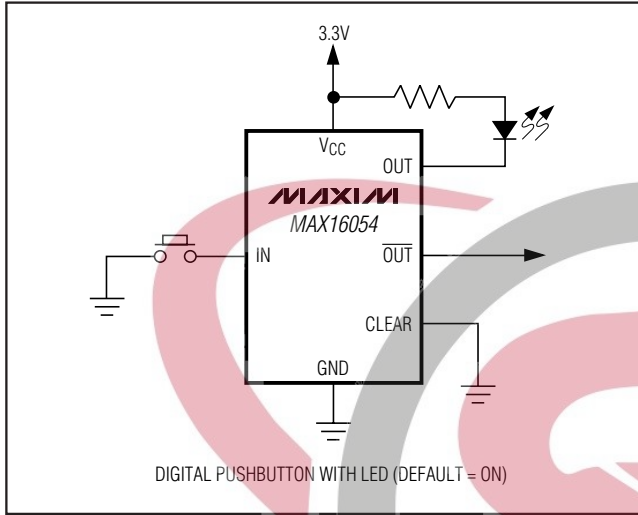 3.3V
VCC
OUT
MAXIM
MAX16054
IN
OUT
CLEAR
GND
DIGITAL PUSHBUTTON WITH LED (DEFAULT = ON)